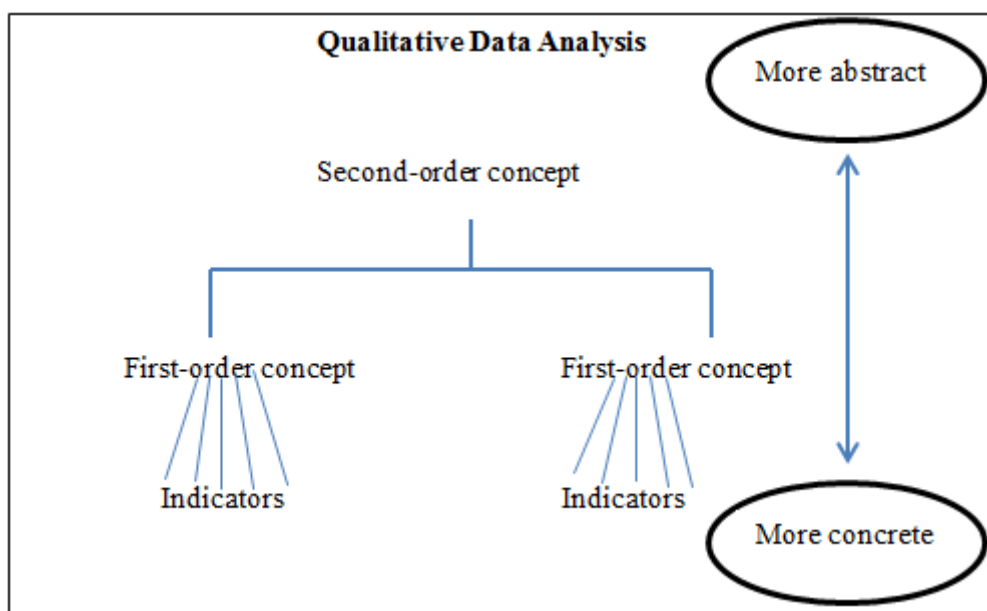 Qualitative Data Analysis
More abstract
Second-order concept
First-order concept
First-order concept
Indicators
Indicators
More concrete